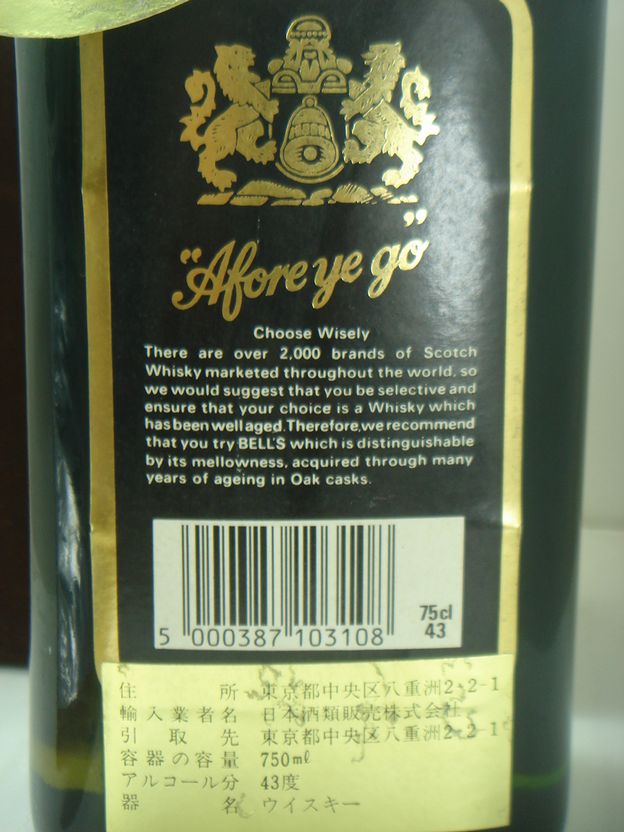 "Afore ye go"
Choose Wisely
There are over 2,000 brands of Scotch
Whisky marketed throughout the world, so
we would suggest that you be selective and
ensure that your choice is a Whisky which
has been well aged. Therefore, we recommend
that you try BELL'S which is distinguishable
by its mellowness, acquired through many
years of ageing in Oak casks.
75cl
43
5 000387 103108
住所 東京都中央区八重洲2-2-1
輸入業者名 日本酒類販売株式会社
引取先 東京都中央区八重洲2-2-1
容器の容量 750ml
アルコール分 43度
器名 ウイスキー